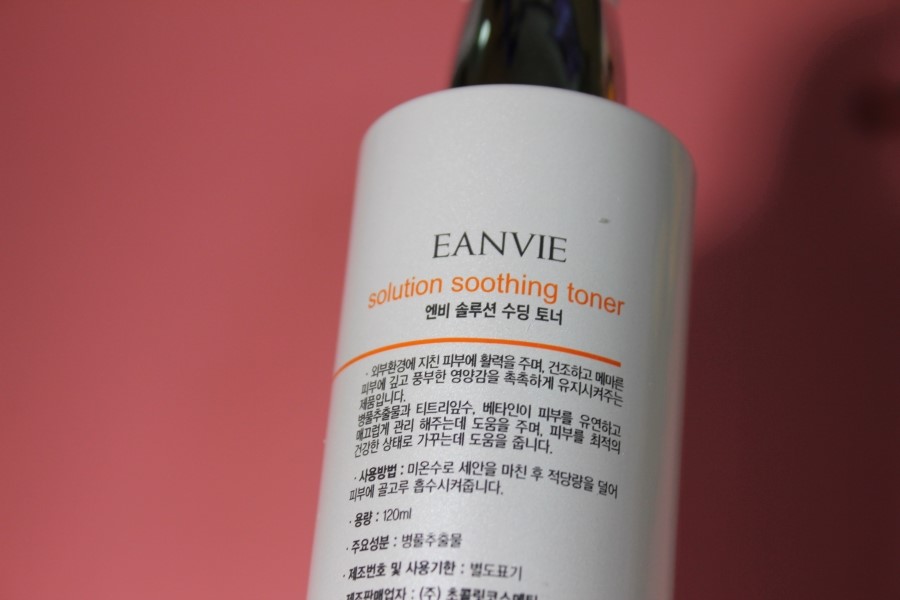 EANVIE
solution soothing toner
엔비 솔루션 수딩 토너
· 외부환경에 지친 피부에 활력을 주며, 건조하고 메마른
피부에 깊고 풍부한 영양감을 촉촉하게 유지시켜주는
제품입니다.
병풀추출물과 티트리잎수, 베타인이 피부를 유연하고
매끄럽게 관리 해주는데 도움을 주며, 피부를 최적의
건강한 상태로 가꾸는데 도움을 줍니다.
· 사용방법 : 미온수로 세안을 마친 후 적당량을 덜어
피부에 골고루 흡수시켜줍니다.
· 용량 : 120ml
· 주요성분 : 병풀추출물
· 제조번호 및 사용기한 : 별도표기
제조판매업자 : (주)